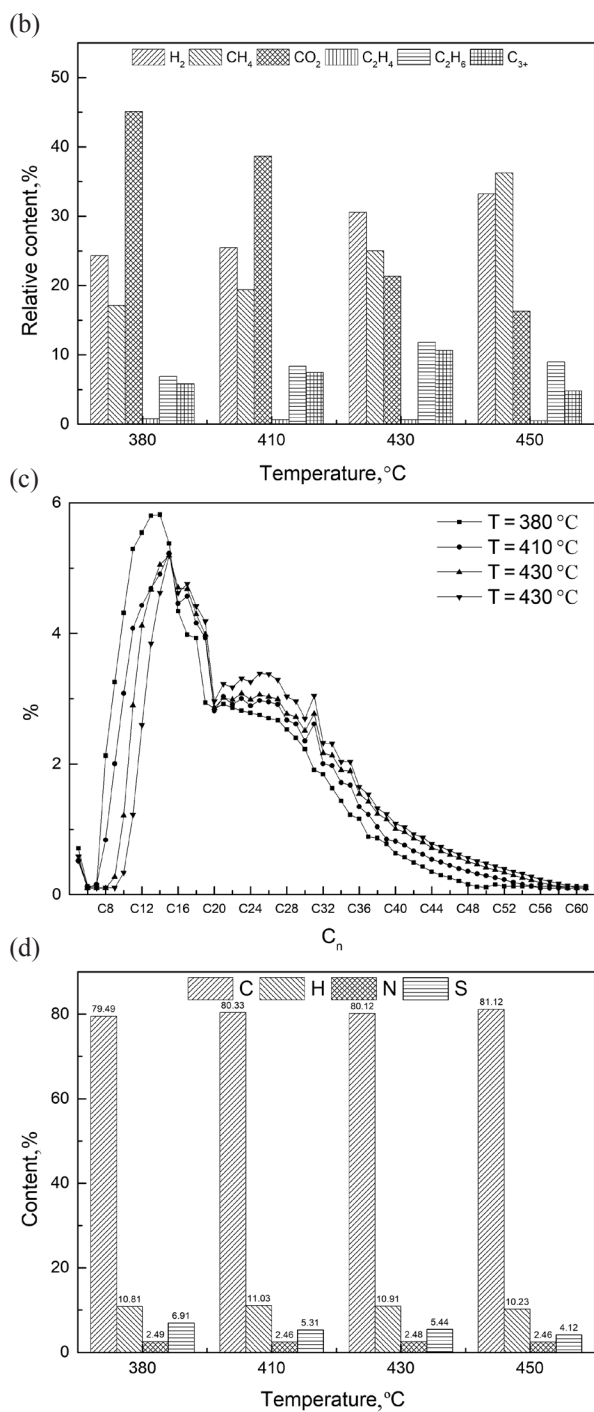 (b)
H₂ CH₄ CO₂ C₂H₄ C₂H₆ C₃₊
50
40
30
20
10
0
Relative content,%
380 410 430 450
Temperature,°C
(c)
6
4
2
0
%
T = 380 °C
T = 410 °C
T = 430 °C
T = 430 °C
C8 C12 C16 C20 C24 C28 C32 C36 C40 C44 C48 C52 C56 C60
Cₙ
(d)
C H N S
80
60
40
20
0
Content,%
79.49 80.33 80.12 81.12
10.81 11.03 10.91 10.23
2.49 2.46 2.48 2.46
6.91 5.31 5.44 4.12
380 410 430 450
Temperature,°C